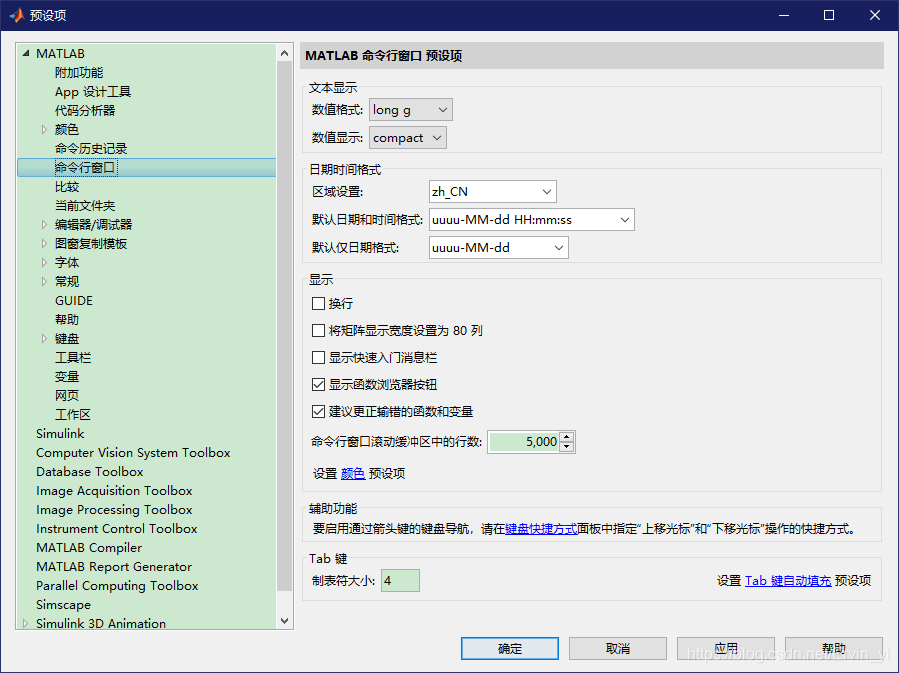 预设项
MATLAB
附加功能
App 设计工具
代码分析器
颜色
命令历史记录
命令行窗口
比较
当前文件夹
编辑器/调试器
图窗复制模板
字体
常规
GUIDE
帮助
键盘
工具栏
变量
网页
工作区
Simulink
Computer Vision System Toolbox
Database Toolbox
Image Acquisition Toolbox
Image Processing Toolbox
Instrument Control Toolbox
MATLAB Compiler
MATLAB Report Generator
Parallel Computing Toolbox
Simscape
Simulink 3D Animation
MATLAB 命令行窗口 预设项
文本显示
数值格式: long g
数值显示: compact
日期时间格式
区域设置: zh_CN
默认日期和时间格式: uuuu-MM-dd HH:mm:ss
默认仅日期格式: uuuu-MM-dd
显示
换行
将矩阵显示宽度设置为 80 列
显示快速入门消息栏
显示函数浏览器按钮
建议更正输错的函数和变量
命令行窗口滚动缓冲区中的行数: 5,000
设置 颜色 预设项
辅助功能
要启用通过箭头键的键盘导航，请在键盘快捷方式面板中指定“上移光标”和“下移光标”操作的快捷方式。
Tab 键
制表符大小: 4
设置 Tab 键自动填充 预设项
确定 取消 应用 帮助